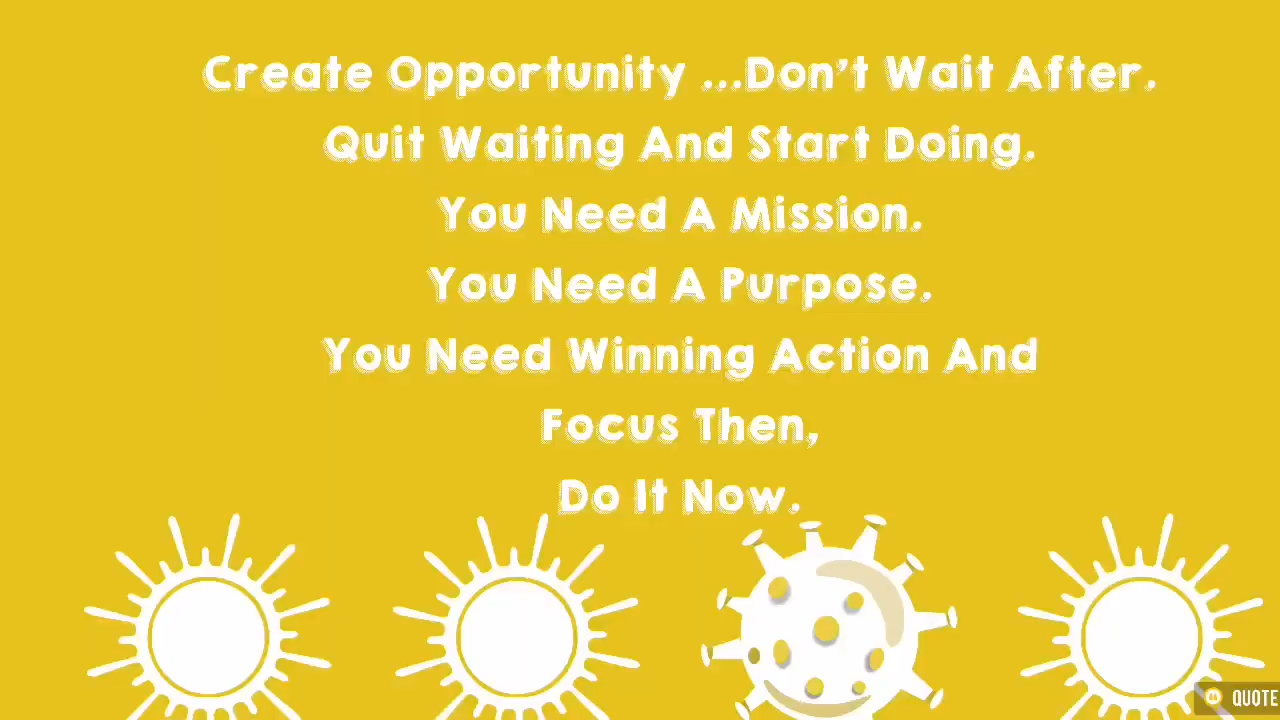 Create Opportunity ...Don't Wait After.
Quit Waiting And Start Doing.
You Need A Mission.
You Need A Purpose.
You Need Winning Action And
Focus Then,
Do It Now.
QUOTE